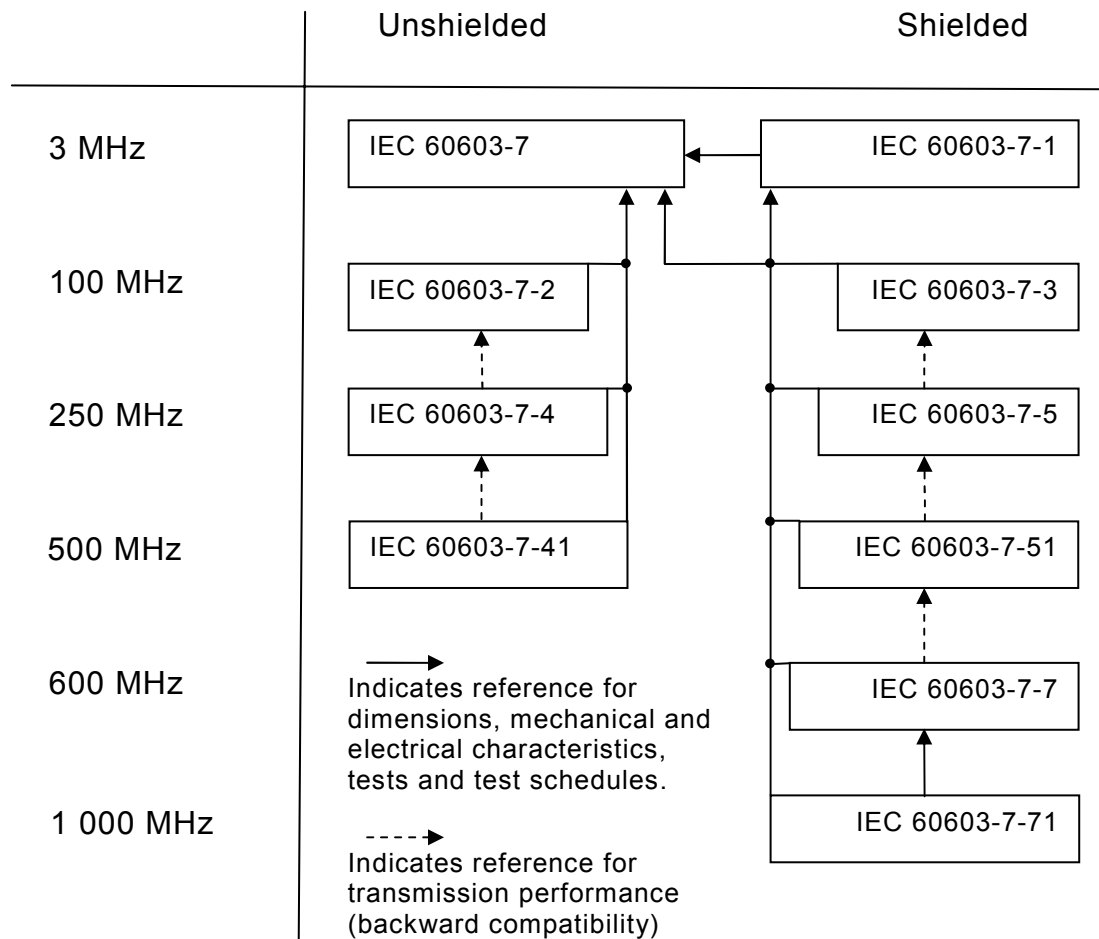 Unshielded Shielded
3 MHz IEC 60603-7 IEC 60603-7-1
100 MHz IEC 60603-7-2 IEC 60603-7-3
250 MHz IEC 60603-7-4 IEC 60603-7-5
500 MHz IEC 60603-7-41 IEC 60603-7-51
600 MHz IEC 60603-7-7
Indicates reference for
dimensions, mechanical and
electrical characteristics,
tests and test schedules.
1 000 MHz IEC 60603-7-71
Indicates reference for
transmission performance
(backward compatibility)